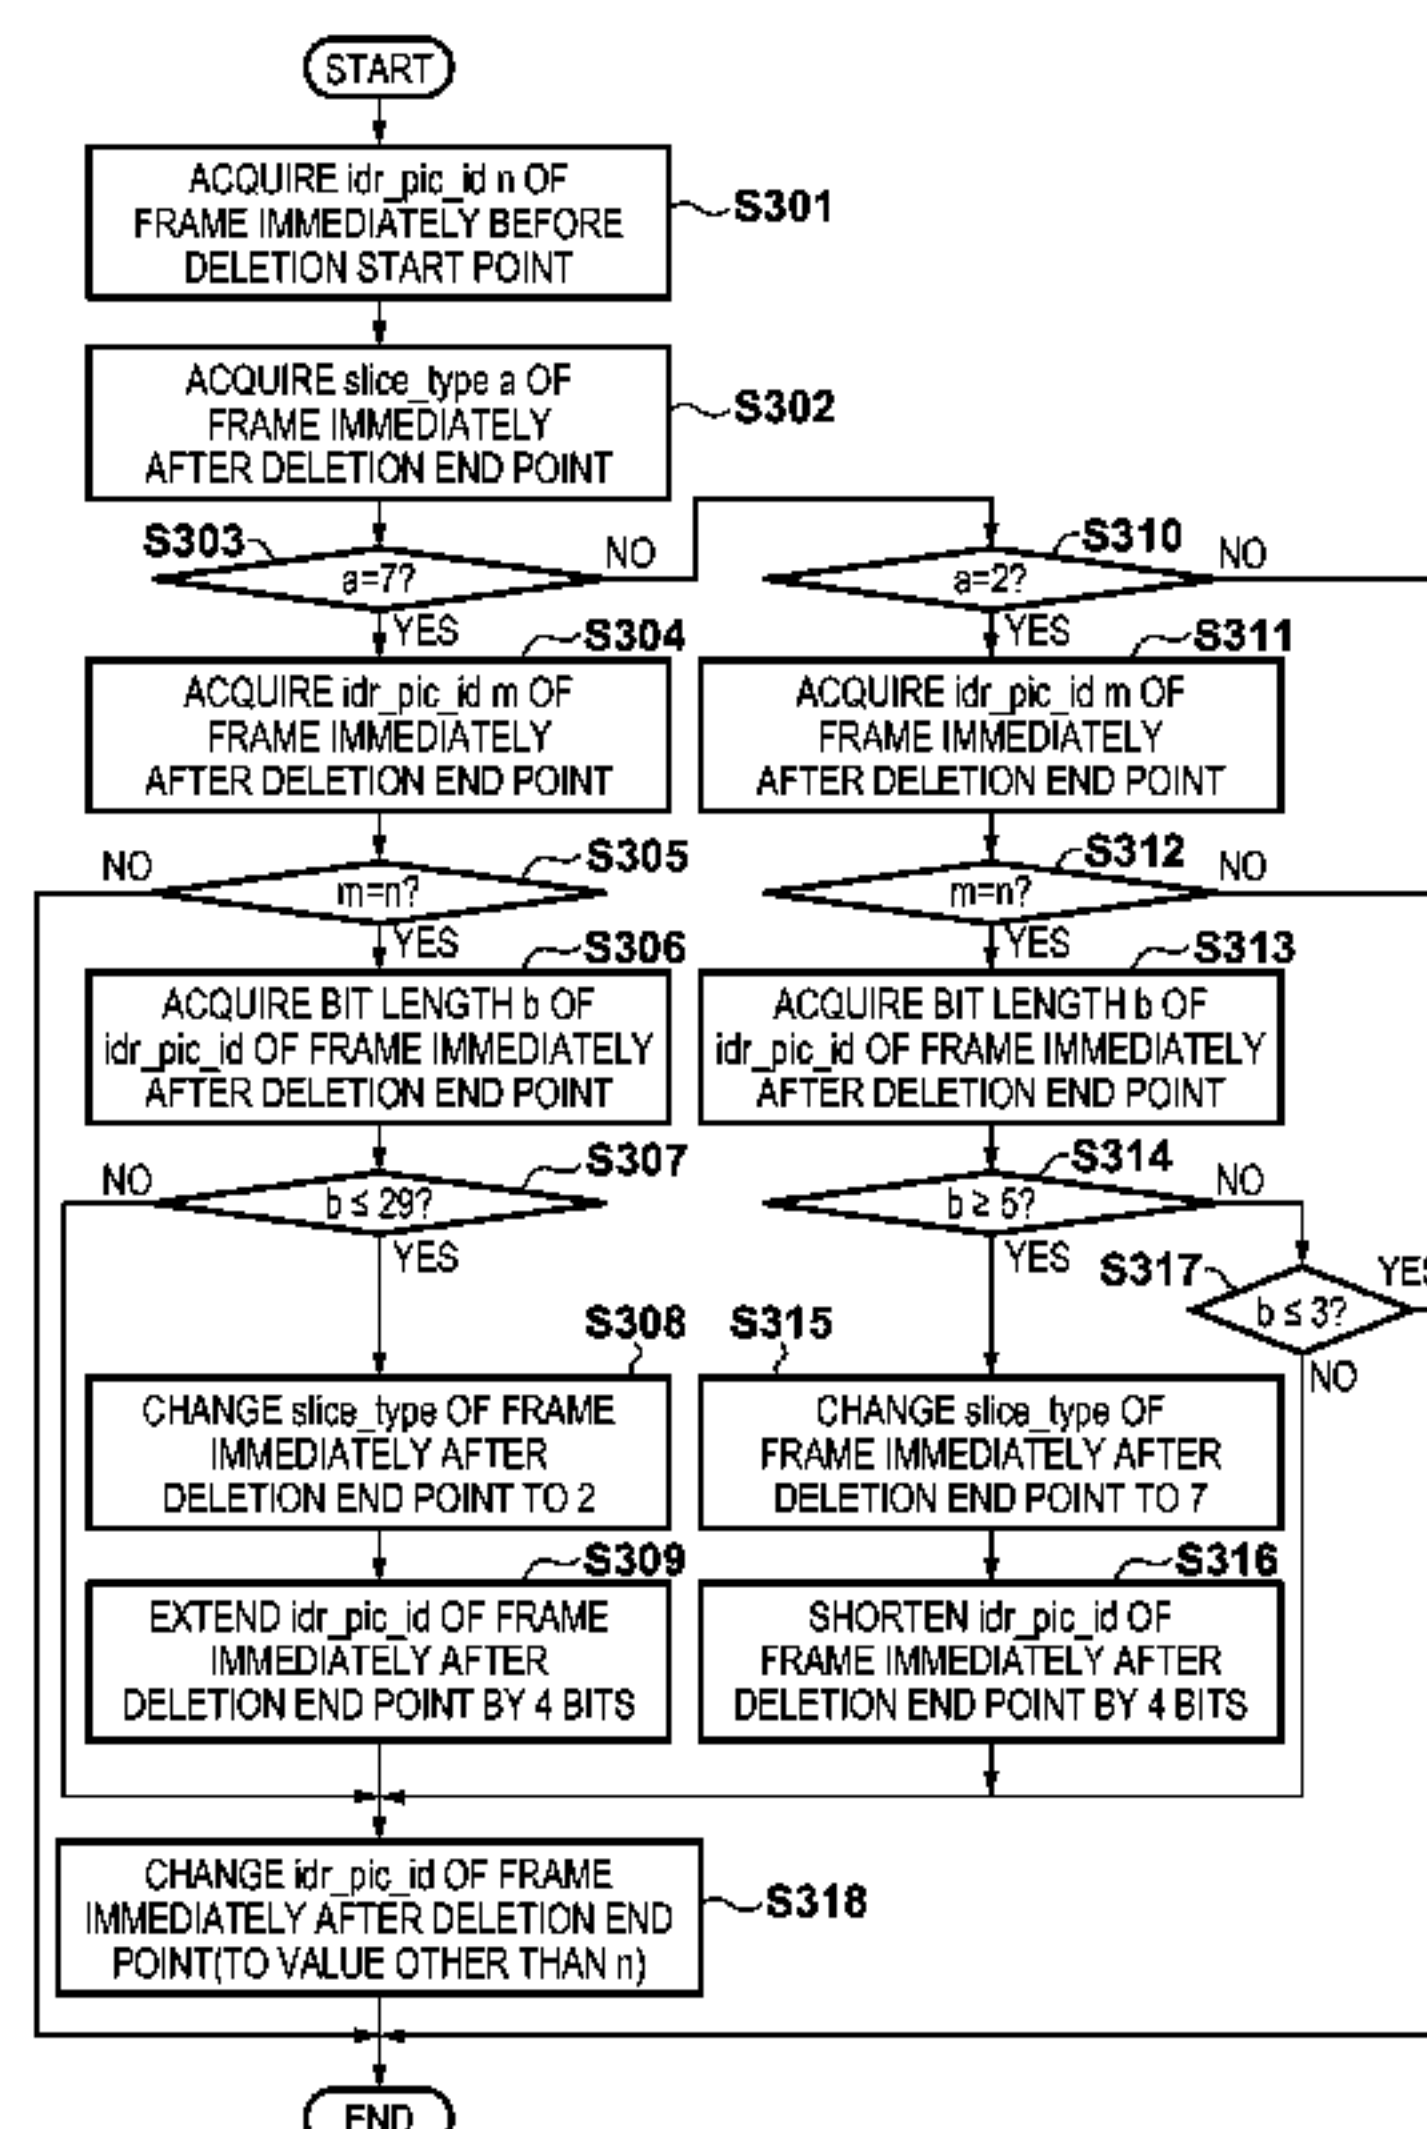 START
ACQUIRE idr_pic_id n OF
FRAME IMMEDIATELY BEFORE
DELETION START POINT
S301
ACQUIRE slice_type a OF
FRAME IMMEDIATELY
AFTER DELETION END POINT
S302
S303
a=7?
NO
YES
S310
a=2?
NO
YES
S304
ACQUIRE idr_pic_id m OF
FRAME IMMEDIATELY
AFTER DELETION END POINT
S311
ACQUIRE idr_pic_id m OF
FRAME IMMEDIATELY
AFTER DELETION END POINT
NO
S305
m=n?
YES
S312
m=n?
NO
YES
S306
ACQUIRE BIT LENGTH b OF
idr_pic_id OF FRAME IMMEDIATELY
AFTER DELETION END POINT
S313
ACQUIRE BIT LENGTH b OF
idr_pic_id OF FRAME IMMEDIATELY
AFTER DELETION END POINT
NO
S307
b ≤ 29?
YES
S314
b ≥ 5?
NO
YES
S317
b ≤ 3?
YES
NO
S308
CHANGE slice_type OF FRAME
IMMEDIATELY AFTER
DELETION END POINT TO 2
S315
CHANGE slice_type OF
FRAME IMMEDIATELY AFTER
DELETION END POINT TO 7
S309
EXTEND idr_pic_id OF FRAME
IMMEDIATELY AFTER
DELETION END POINT BY 4 BITS
S316
SHORTEN idr_pic_id OF
FRAME IMMEDIATELY AFTER
DELETION END POINT BY 4 BITS
CHANGE idr_pic_id OF FRAME
IMMEDIATELY AFTER DELETION END
POINT(TO VALUE OTHER THAN n)
S318
END